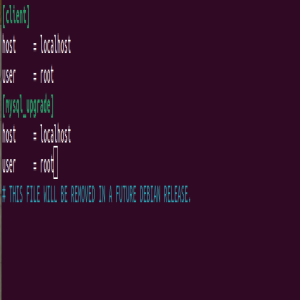 [client]
host     = localhost
user     = root
[mysql_upgrade]
host     = localhost
user     = root
# THIS FILE WILL BE REMOVED IN A FUTURE DEBIAN RELEASE.